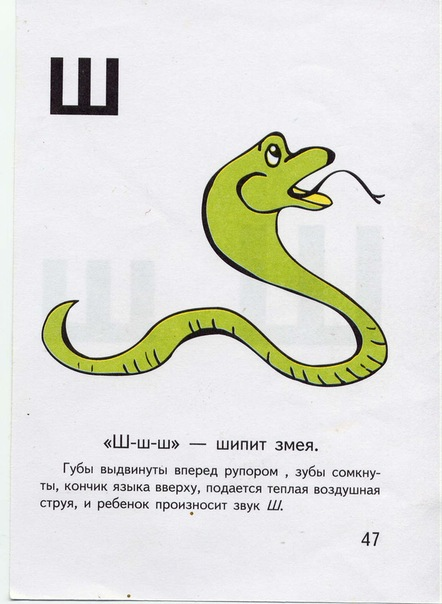 Ш
«Ш-ш-ш» — шипит змея.
Губы выдвинуты вперед рупором , зубы сомкну-
ты, кончик языка вверху, подается теплая воздушная
струя, и ребенок произносит звук Ш.
47